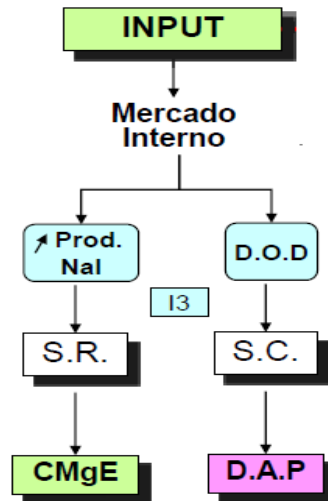 INPUT
Mercado
Interno
↗ Prod.
Nal
D.O.D
I3
S.R.
S.C.
CMgE
D.A.P